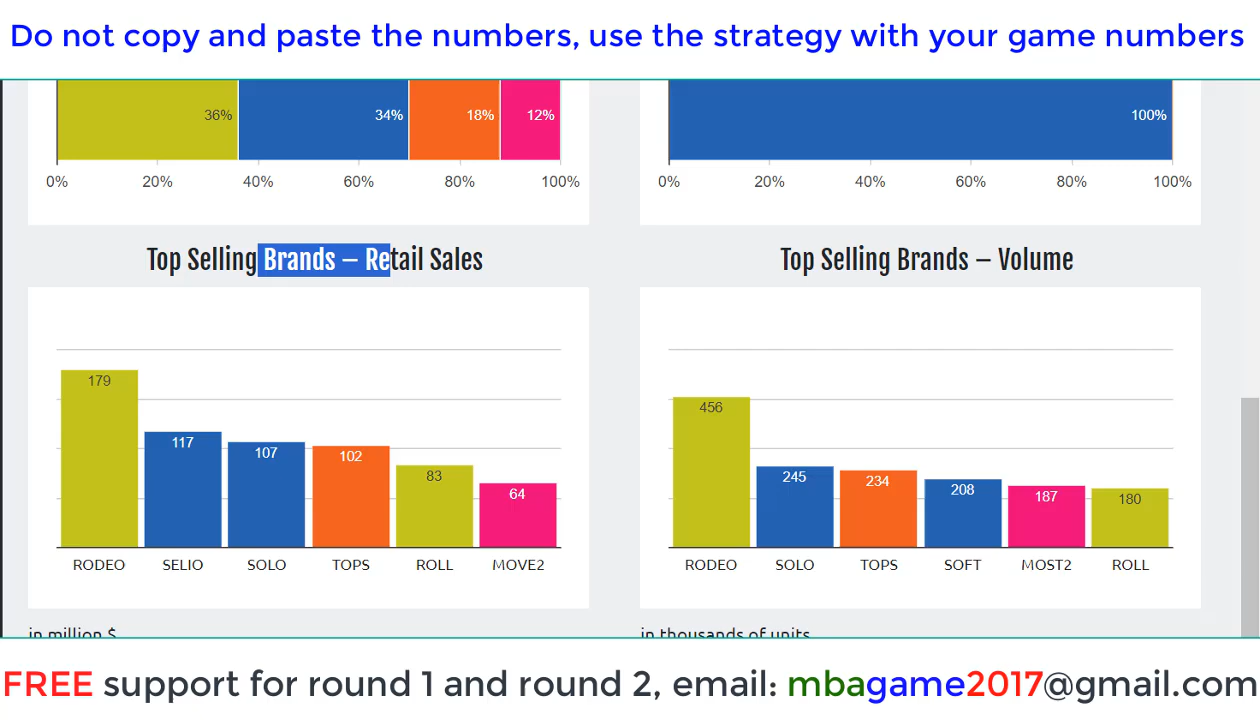 Do not copy and paste the numbers, use the strategy with your game numbers
36% 34% 18% 12%
0% 20% 40% 60% 80% 100%
100%
0% 20% 40% 60% 80% 100%
Top Selling Brands – Retail Sales
179 117 107 102 83 64
RODEO SELIO SOLO TOPS ROLL MOVE2
in million $
Top Selling Brands – Volume
456 245 234 208 187 180
RODEO SOLO TOPS SOFT MOST2 ROLL
in thousands of units
FREE support for round 1 and round 2, email: mbagame2017@gmail.com